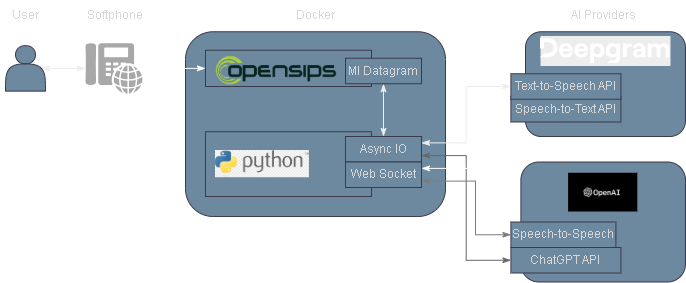 User
Softphone
Docker
AI Providers
OPENSIPS
MI Datagram
Deepgram
Text-to-Speech API
Speech-to-Text API
python™
Async IO
Web Socket
OpenAI
Speech-to-Speech
ChatGPT API